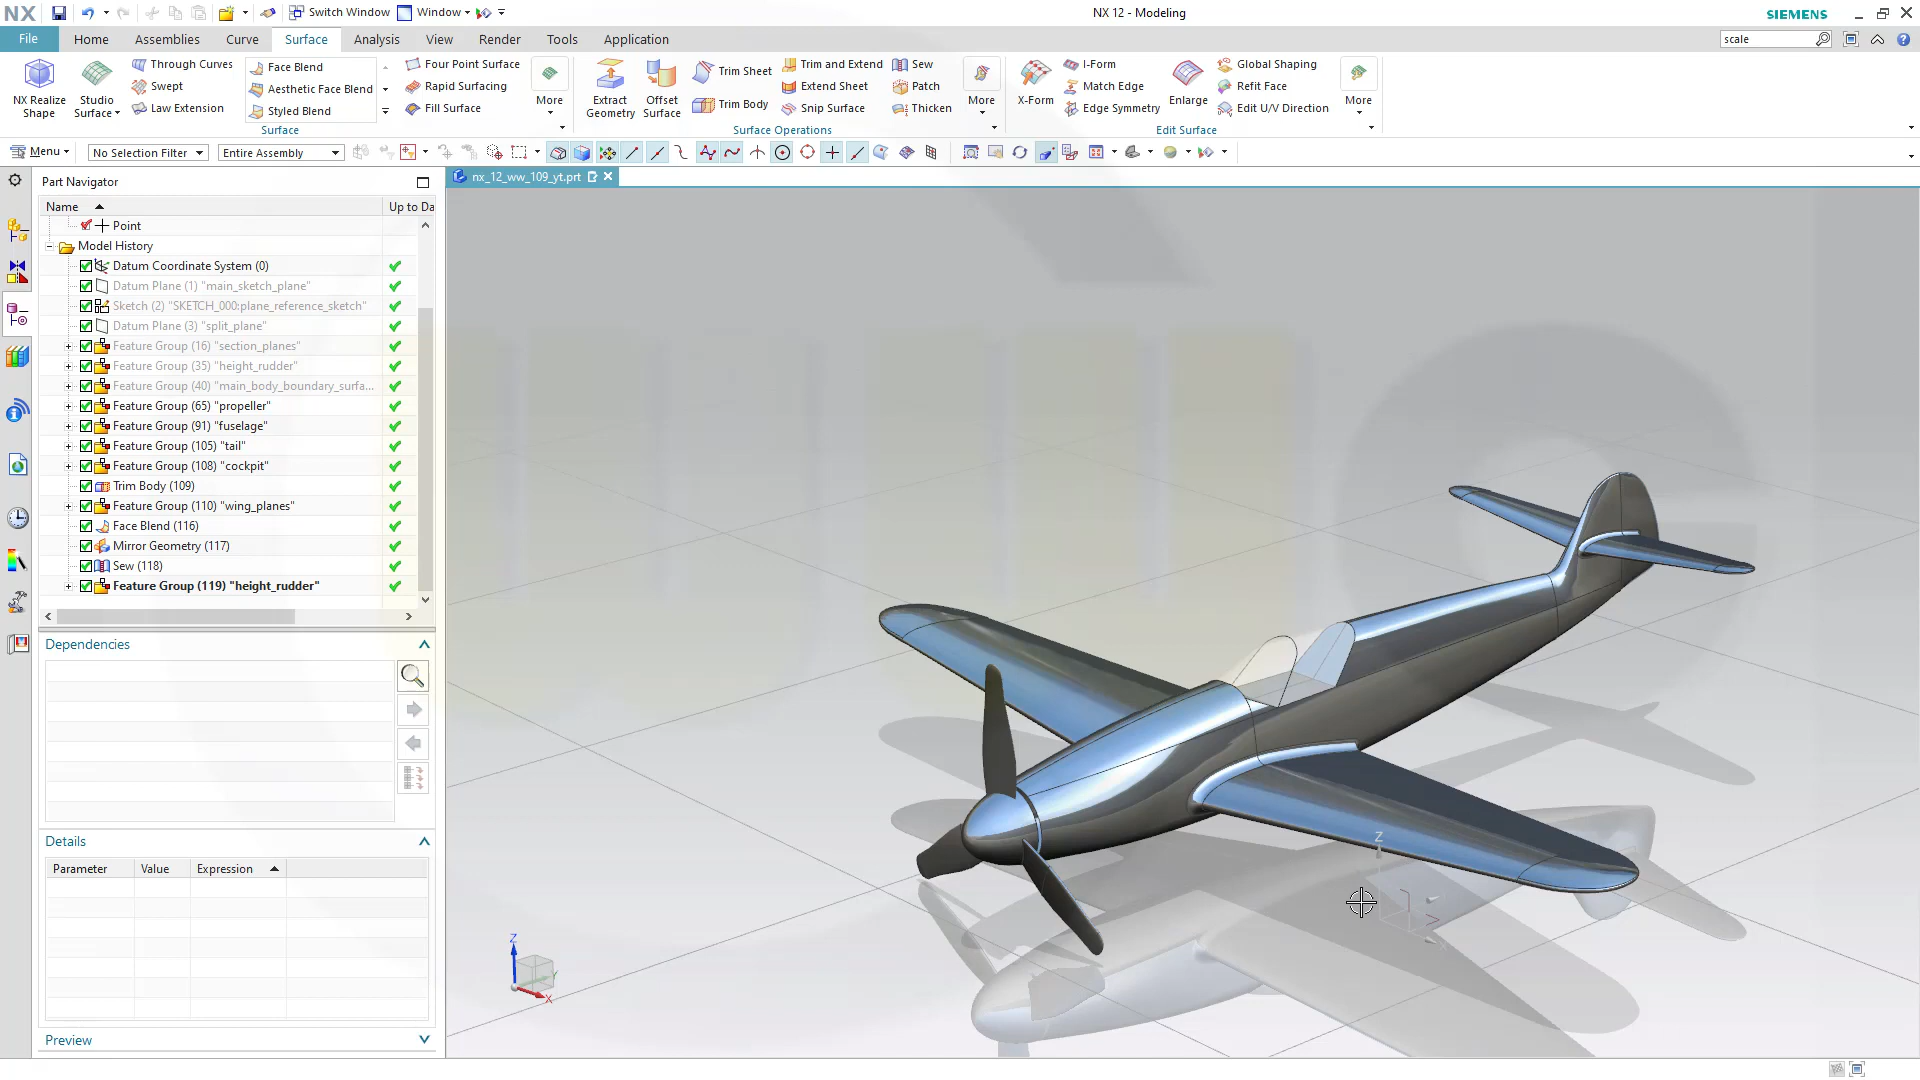 NX
Switch Window
Window
NX 12 - Modeling
SIEMENS
File
Home
Assemblies
Curve
Surface
Analysis
View
Render
Tools
Application
scale
NX Realize
Shape
Studio
Surface
Through Curves
Swept
Law Extension
Face Blend
Aesthetic Face Blend
Styled Blend
Four Point Surface
Rapid Surfacing
Fill Surface
More
Surface
Extract
Geometry
Offset
Surface
Trim Sheet
Trim Body
Trim and Extend
Extend Sheet
Snip Surface
Sew
Patch
Thicken
More
Surface Operations
X-Form
I-Form
Match Edge
Edge Symmetry
Enlarge
Global Shaping
Refit Face
Edit U/V Direction
More
Edit Surface
Menu
No Selection Filter
Entire Assembly
Part Navigator
nx_12_ww_109_yt.prt
Name
Up to Da
Point
Model History
Datum Coordinate System (0)
Datum Plane (1) "main_sketch_plane"
Sketch (2) "SKETCH_000:plane_reference_sketch"
Datum Plane (3) "split_plane"
Feature Group (16) "section_planes"
Feature Group (35) "height_rudder"
Feature Group (40) "main_body_boundary_surfa...
Feature Group (65) "propeller"
Feature Group (91) "fuselage"
Feature Group (105) "tail"
Feature Group (108) "cockpit"
Trim Body (109)
Feature Group (110) "wing_planes"
Face Blend (116)
Mirror Geometry (117)
Sew (118)
Feature Group (119) "height_rudder"
Dependencies
Details
Parameter
Value
Expression
Preview
Z
Z
Y
X
X